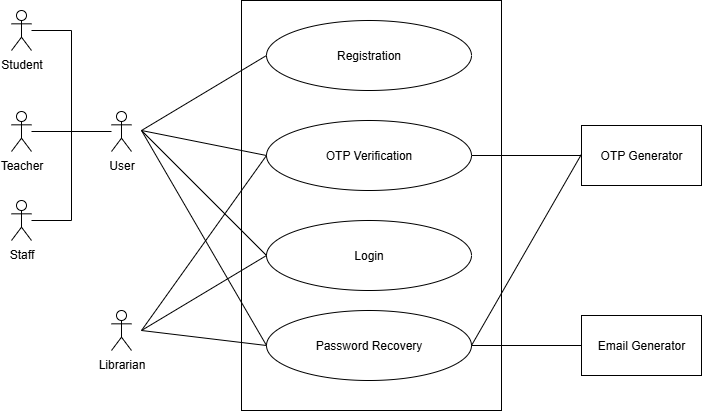 Student
Registration
Teacher
User
OTP Verification
OTP Generator
Staff
Login
Librarian
Password Recovery
Email Generator